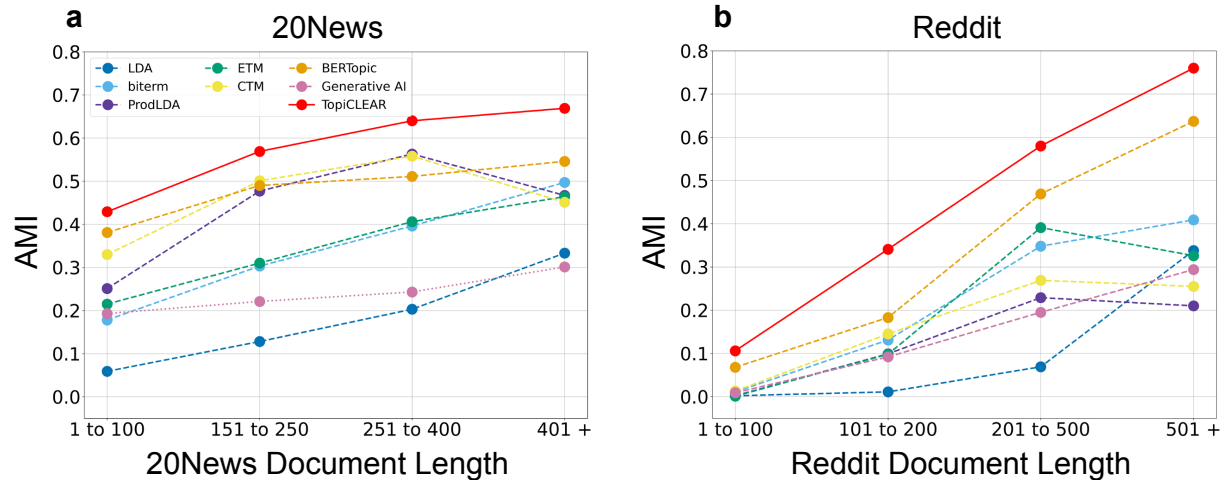 a
20News
AMI
0.8
0.7
0.6
0.5
0.4
0.3
0.2
0.1
0.0
LDA
biterm
ProdLDA
ETM
CTM
BERTopic
Generative AI
TopiCLEAR
1 to 100
151 to 250
251 to 400
401 +
20News Document Length
b
Reddit
AMI
0.8
0.7
0.6
0.5
0.4
0.3
0.2
0.1
0.0
1 to 100
101 to 200
201 to 500
501 +
Reddit Document Length